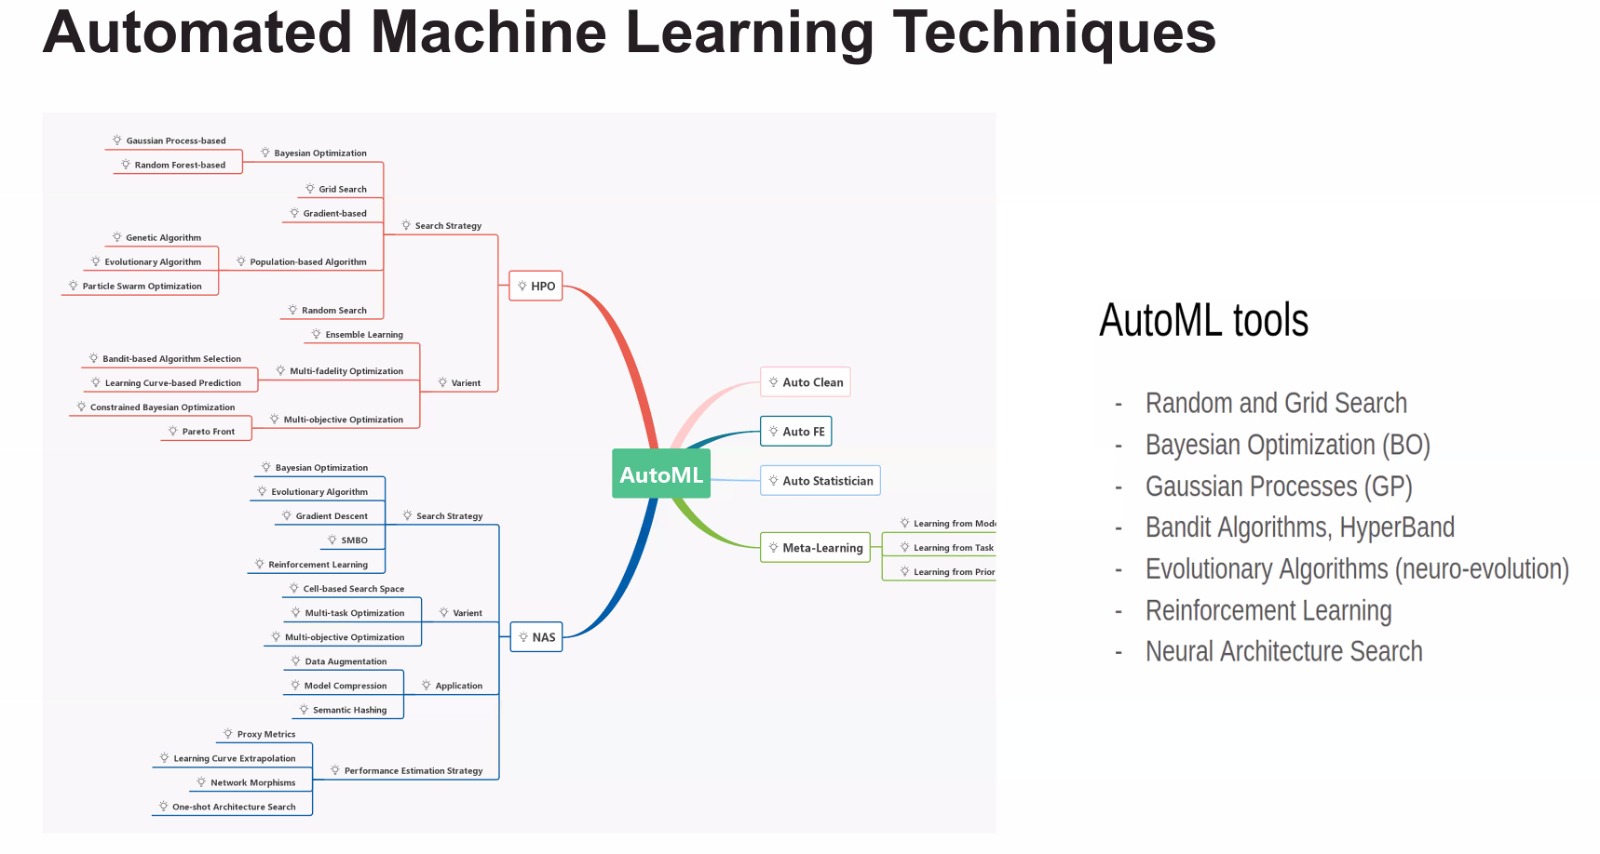 Automated Machine Learning Techniques
Gaussian Process-based
Random Forest-based
Bayesian Optimization
Grid Search
Gradient-based
Search Strategy
Genetic Algorithm
Evolutionary Algorithm
Population-based Algorithm
Particle Swarm Optimization
HPO
Random Search
Ensemble Learning
Bandit-based Algorithm Selection
Multi-fadelity Optimization
Learning Curve-based Prediction
Varient
Constrained Bayesian Optimization
Multi-objective Optimization
Pareto Front
Bayesian Optimization
Evolutionary Algorithm
Gradient Descent
Search Strategy
SMBO
Reinforcement Learning
Cell-based Search Space
Multi-task Optimization
Varient
Multi-objective Optimization
NAS
Data Augmentation
Model Compression
Application
Semantic Hashing
Proxy Metrics
Learning Curve Extrapolation
Performance Estimation Strategy
Network Morphisms
One-shot Architecture Search
AutoML
Auto Clean
Auto FE
Auto Statistician
Meta-Learning
Learning from Mode
Learning from Task
Learning from Prior
AutoML tools
- Random and Grid Search
- Bayesian Optimization (BO)
- Gaussian Processes (GP)
- Bandit Algorithms, HyperBand
- Evolutionary Algorithms (neuro-evolution)
- Reinforcement Learning
- Neural Architecture Search